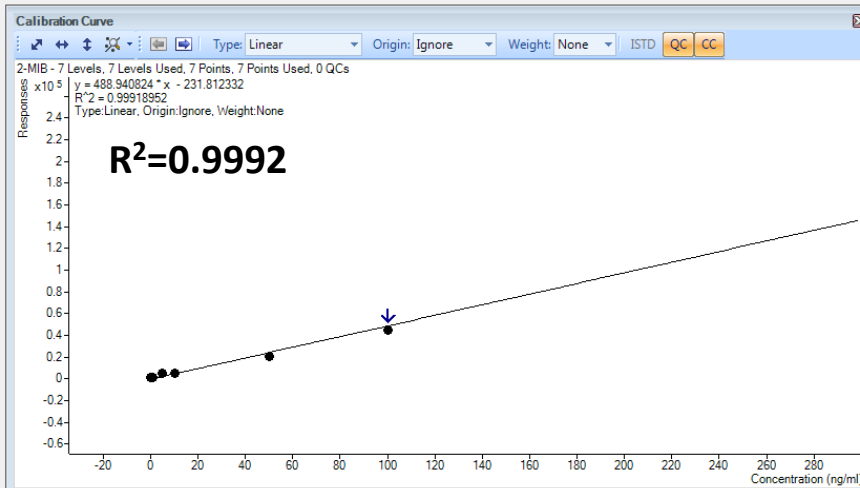 Calibration Curve
Type: Linear Origin: Ignore Weight: None ISTD QC CC
2-MIB - 7 Levels, 7 Levels Used, 7 Points, 7 Points Used, 0 QCs
Responses
x10 5
y = 488.940824 * x - 231.812332
R^2 = 0.99918952
Type:Linear, Origin:Ignore, Weight:None
R²=0.9992
2.4
2.2
2
1.8
1.6
1.4
1.2
1
0.8
0.6
0.4
0.2
0
-0.2
-0.4
-0.6
-20 0 20 40 60 80 100 120 140 160 180 200 220 240 260 280
Concentration (ng/ml)